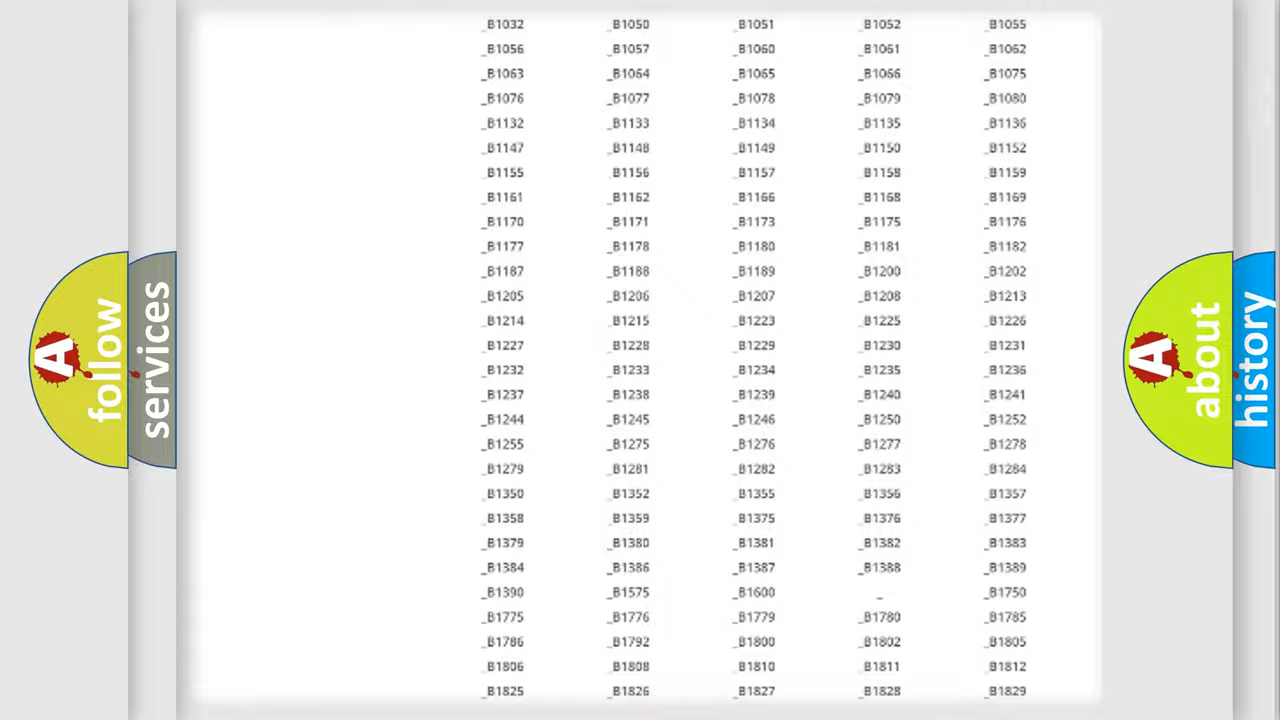 _B1032 _B1050 _B1051 _B1052 _B1055
_B1056 _B1057 _B1060 _B1061 _B1062
_B1063 _B1064 _B1065 _B1066 _B1075
_B1076 _B1077 _B1078 _B1079 _B1080
_B1132 _B1133 _B1134 _B1135 _B1136
_B1147 _B1148 _B1149 _B1150 _B1152
_B1155 _B1156 _B1157 _B1158 _B1159
_B1161 _B1162 _B1166 _B1168 _B1169
_B1170 _B1171 _B1173 _B1175 _B1176
_B1177 _B1178 _B1180 _B1181 _B1182
_B1187 _B1188 _B1189 _B1200 _B1202
_B1205 _B1206 _B1207 _B1208 _B1213
_B1214 _B1215 _B1223 _B1225 _B1226
_B1227 _B1228 _B1229 _B1230 _B1231
_B1232 _B1233 _B1234 _B1235 _B1236
_B1237 _B1238 _B1239 _B1240 _B1241
_B1244 _B1245 _B1246 _B1250 _B1252
_B1255 _B1275 _B1276 _B1277 _B1278
_B1279 _B1281 _B1282 _B1283 _B1284
_B1350 _B1352 _B1355 _B1356 _B1357
_B1358 _B1359 _B1375 _B1376 _B1377
_B1379 _B1380 _B1381 _B1382 _B1383
_B1384 _B1386 _B1387 _B1388 _B1389
_B1390 _B1575 _B1600 _ _B1750
_B1775 _B1776 _B1779 _B1780 _B1785
_B1786 _B1792 _B1800 _B1802 _B1805
_B1806 _B1808 _B1810 _B1811 _B1812
_B1825 _B1826 _B1827 _B1828 _B1829
A
follow
services
A
about
history